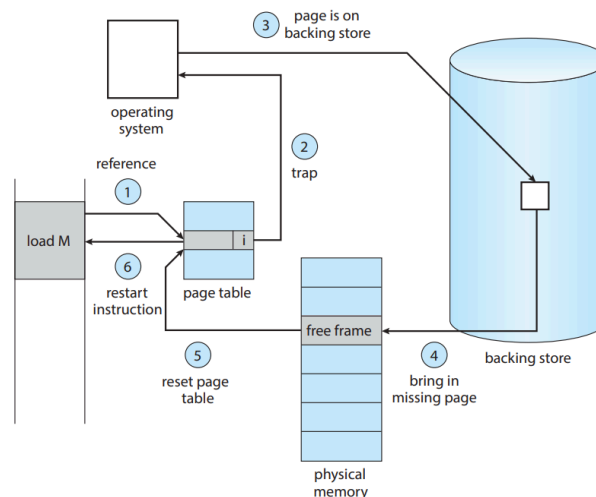 3
page is on
backing store
operating
system
2
trap
reference
1
load M
i
6
restart
instruction
page table
free frame
5
reset page
table
4
bring in
missing page
backing store
physical
memory